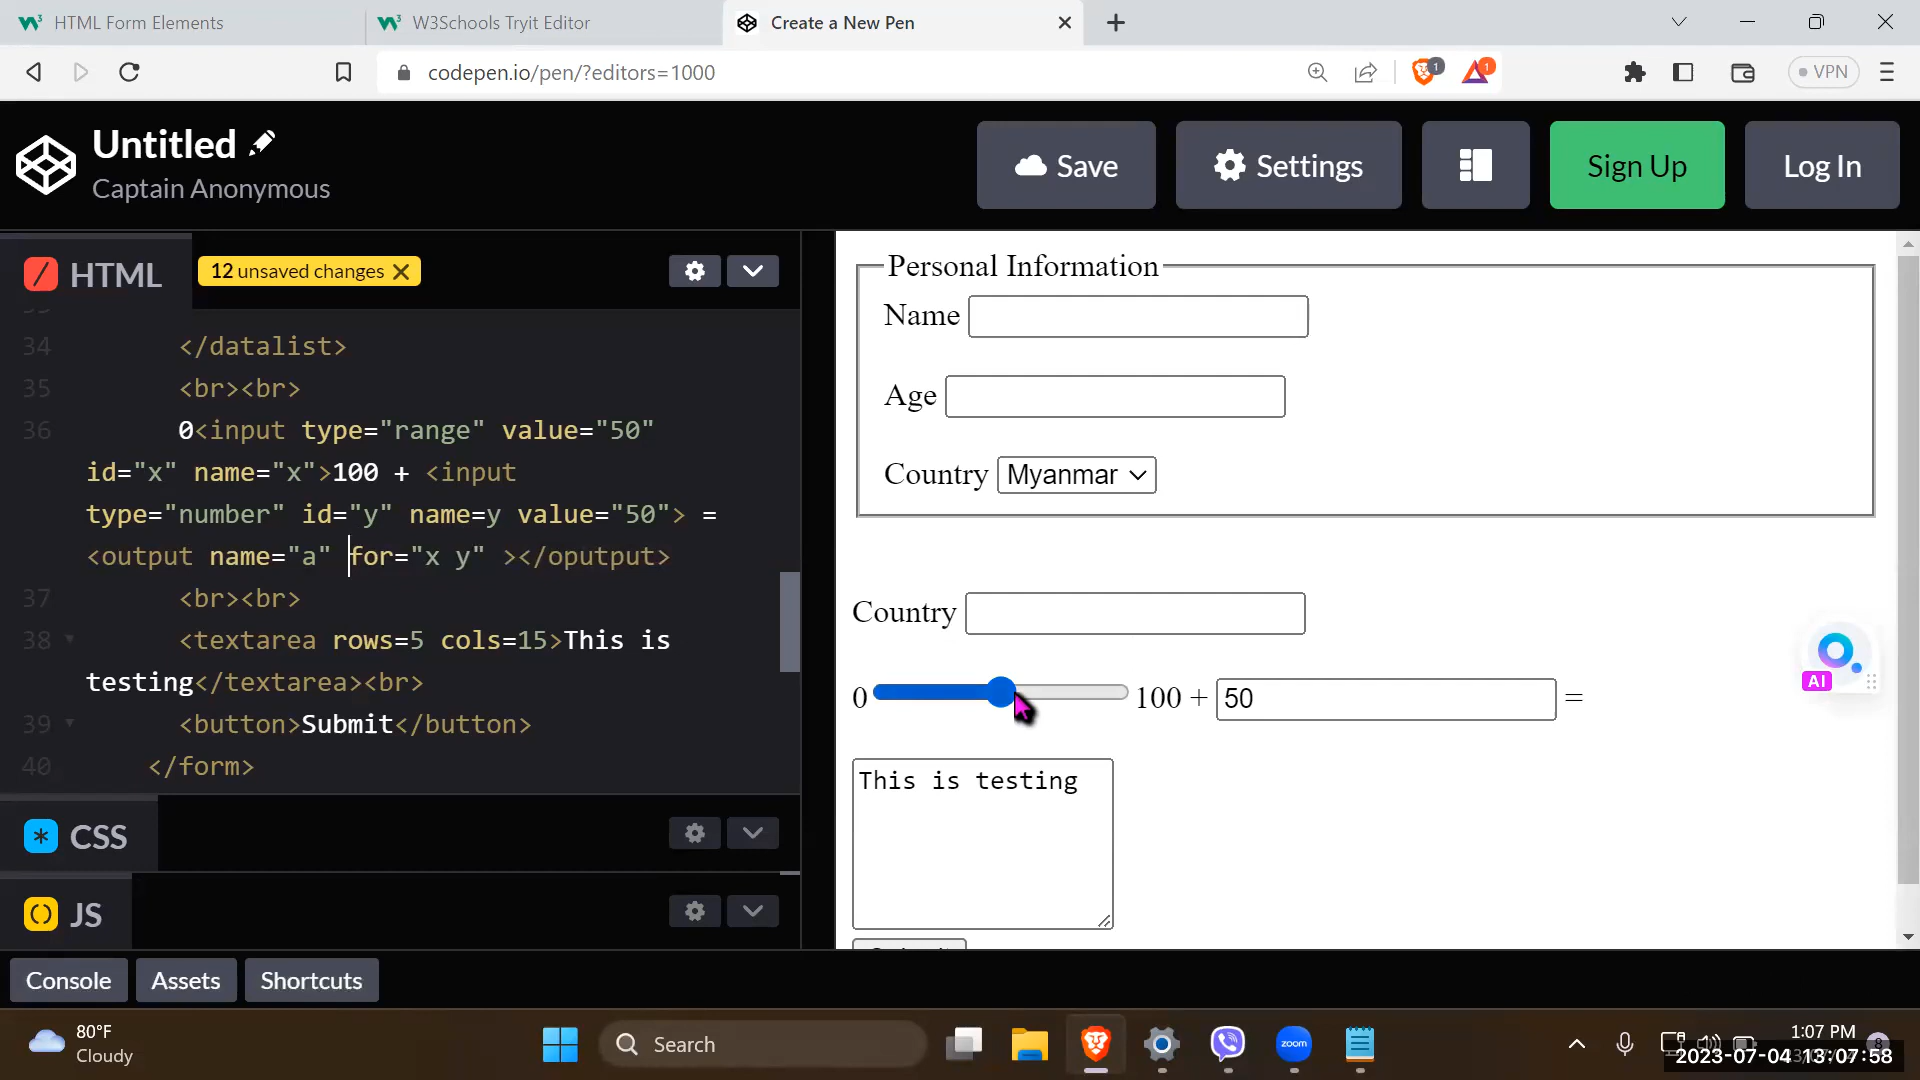 HTML Form Elements
W3Schools Tryit Editor
Create a New Pen
codepen.io/pen/?editors=1000
1
1
VPN
Untitled
Captain Anonymous
Save
Settings
Sign Up
Log In
HTML
12 unsaved changes
34 </datalist>
35 <br><br>
36 0<input type="range" value="50"
id="x" name="x">100 + <input
type="number" id="y" name=y value="50"> =
<output name="a" for="x y" ></oputput>
37 <br><br>
38 <textarea rows=5 cols=15>This is
testing</textarea><br>
39 <button>Submit</button>
40 </form>
CSS
JS
Console
Assets
Shortcuts
Personal Information
Name
Age
Country Myanmar
Country
0 100 + 50 =
This is testing
AI
80°F
Cloudy
Search
zoom
1:07 PM
2023-07-04 13:07:58